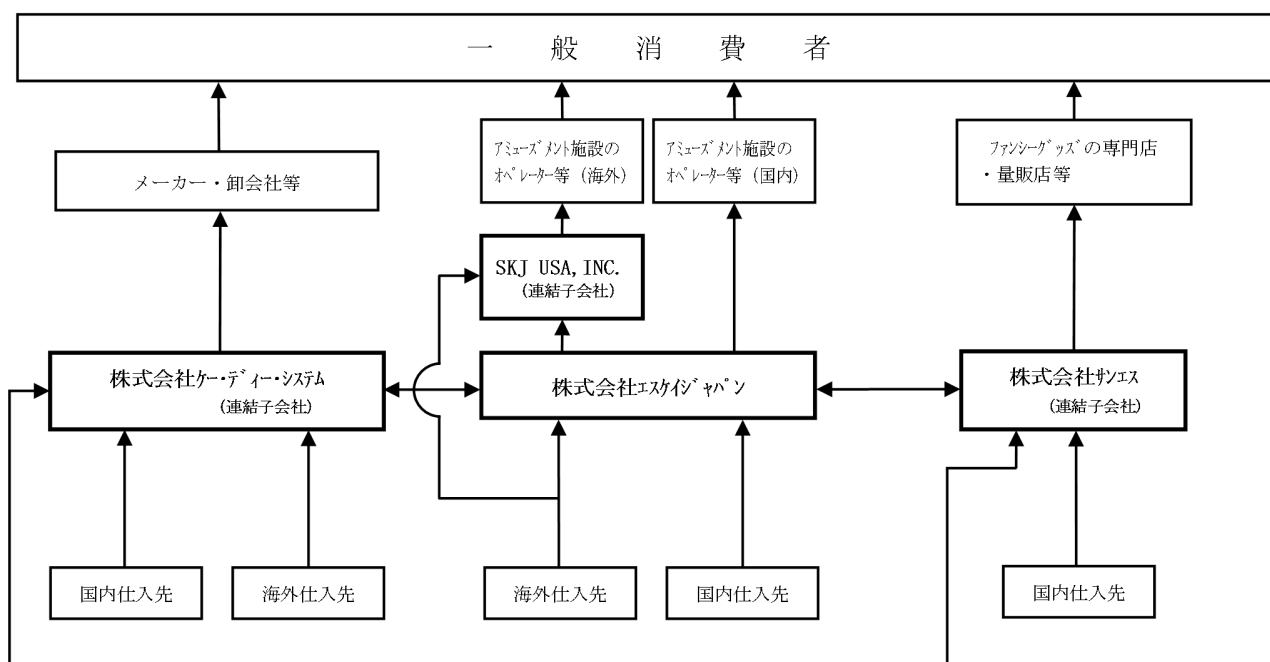 一般消費者
アミューズメント施設の
オペレーター等（海外）
アミューズメント施設の
オペレーター等（国内）
ファンシーグッズの専門店
・量販店等
メーカー・卸会社等
SKJ USA, INC.
（連結子会社）
株式会社ケー・ディー・システム
（連結子会社）
株式会社エスケイジャパン
株式会社サンエス
（連結子会社）
国内仕入先
海外仕入先
海外仕入先
国内仕入先
国内仕入先